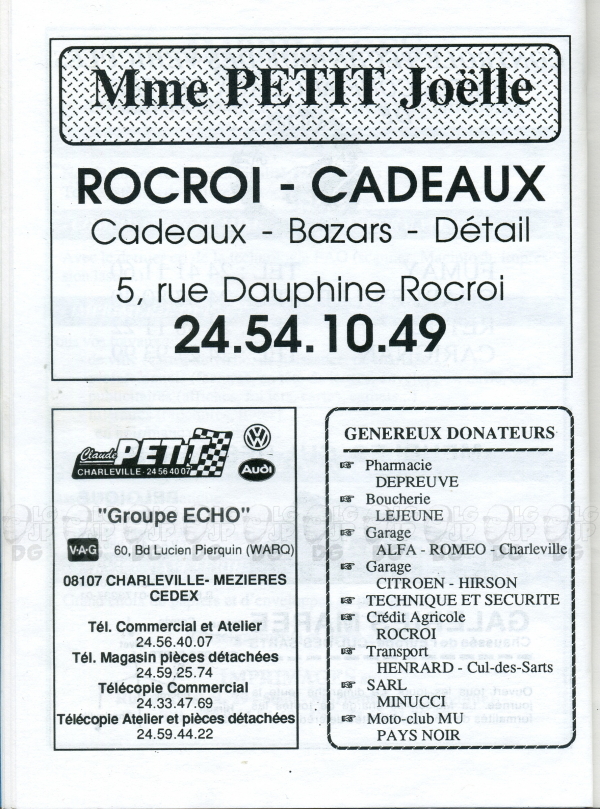 Mme PETIT Joëlle
ROCROI - CADEAUX
Cadeaux - Bazars - Détail
5, rue Dauphine Rocroi
24.54.10.49
Claude PETIT
CHARLEVILLE - 24 56 40 07
Audi
"Groupe ECHO"
V·A·G 60, Bd Lucien Pierquin (WARQ)
08107 CHARLEVILLE- MEZIERES
CEDEX
Tél. Commercial et Atelier
24.56.40.07
Tél. Magasin pièces détachées
24.59.25.74
Télécopie Commercial
24.33.47.69
Télécopie Atelier et pièces détachées
24.59.44.22
GENEREUX DONATEURS
☞ Pharmacie
DEPREUVE
☞ Boucherie
LEJEUNE
☞ Garage
ALFA - ROMEO - Charleville
☞ Garage
CITROEN - HIRSON
☞ TECHNIQUE ET SECURITE
☞ Crédit Agricole
ROCROI
☞ Transport
HENRARD - Cul-des-Sarts
☞ SARL
MINUCCI
☞ Moto-club MU
PAYS NOIR